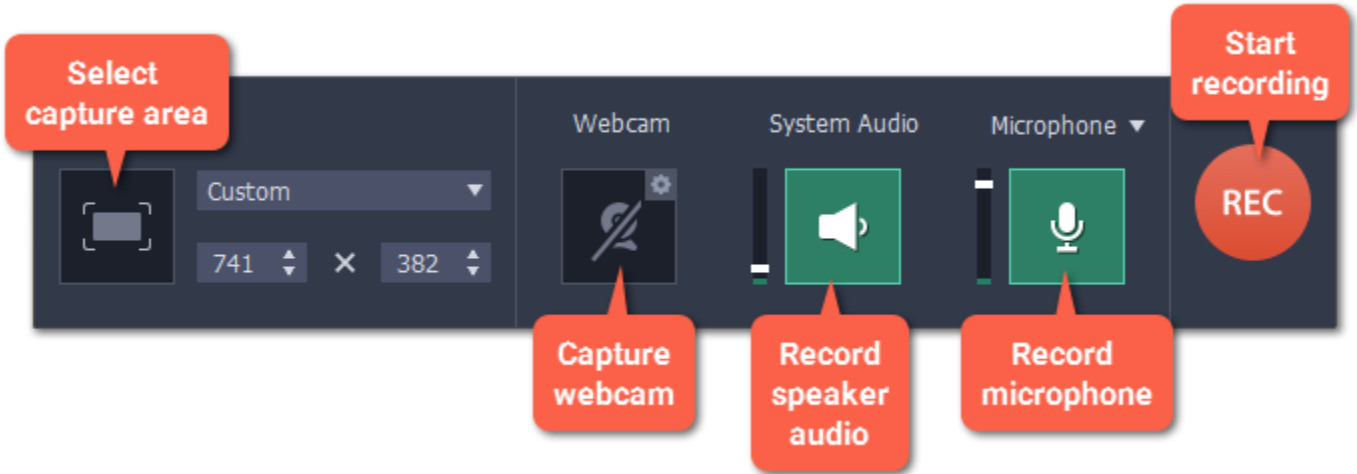 Select
capture area
Start
recording
Webcam
System Audio
Microphone
Custom
741
382
REC
Capture
webcam
Record
speaker
audio
Record
microphone